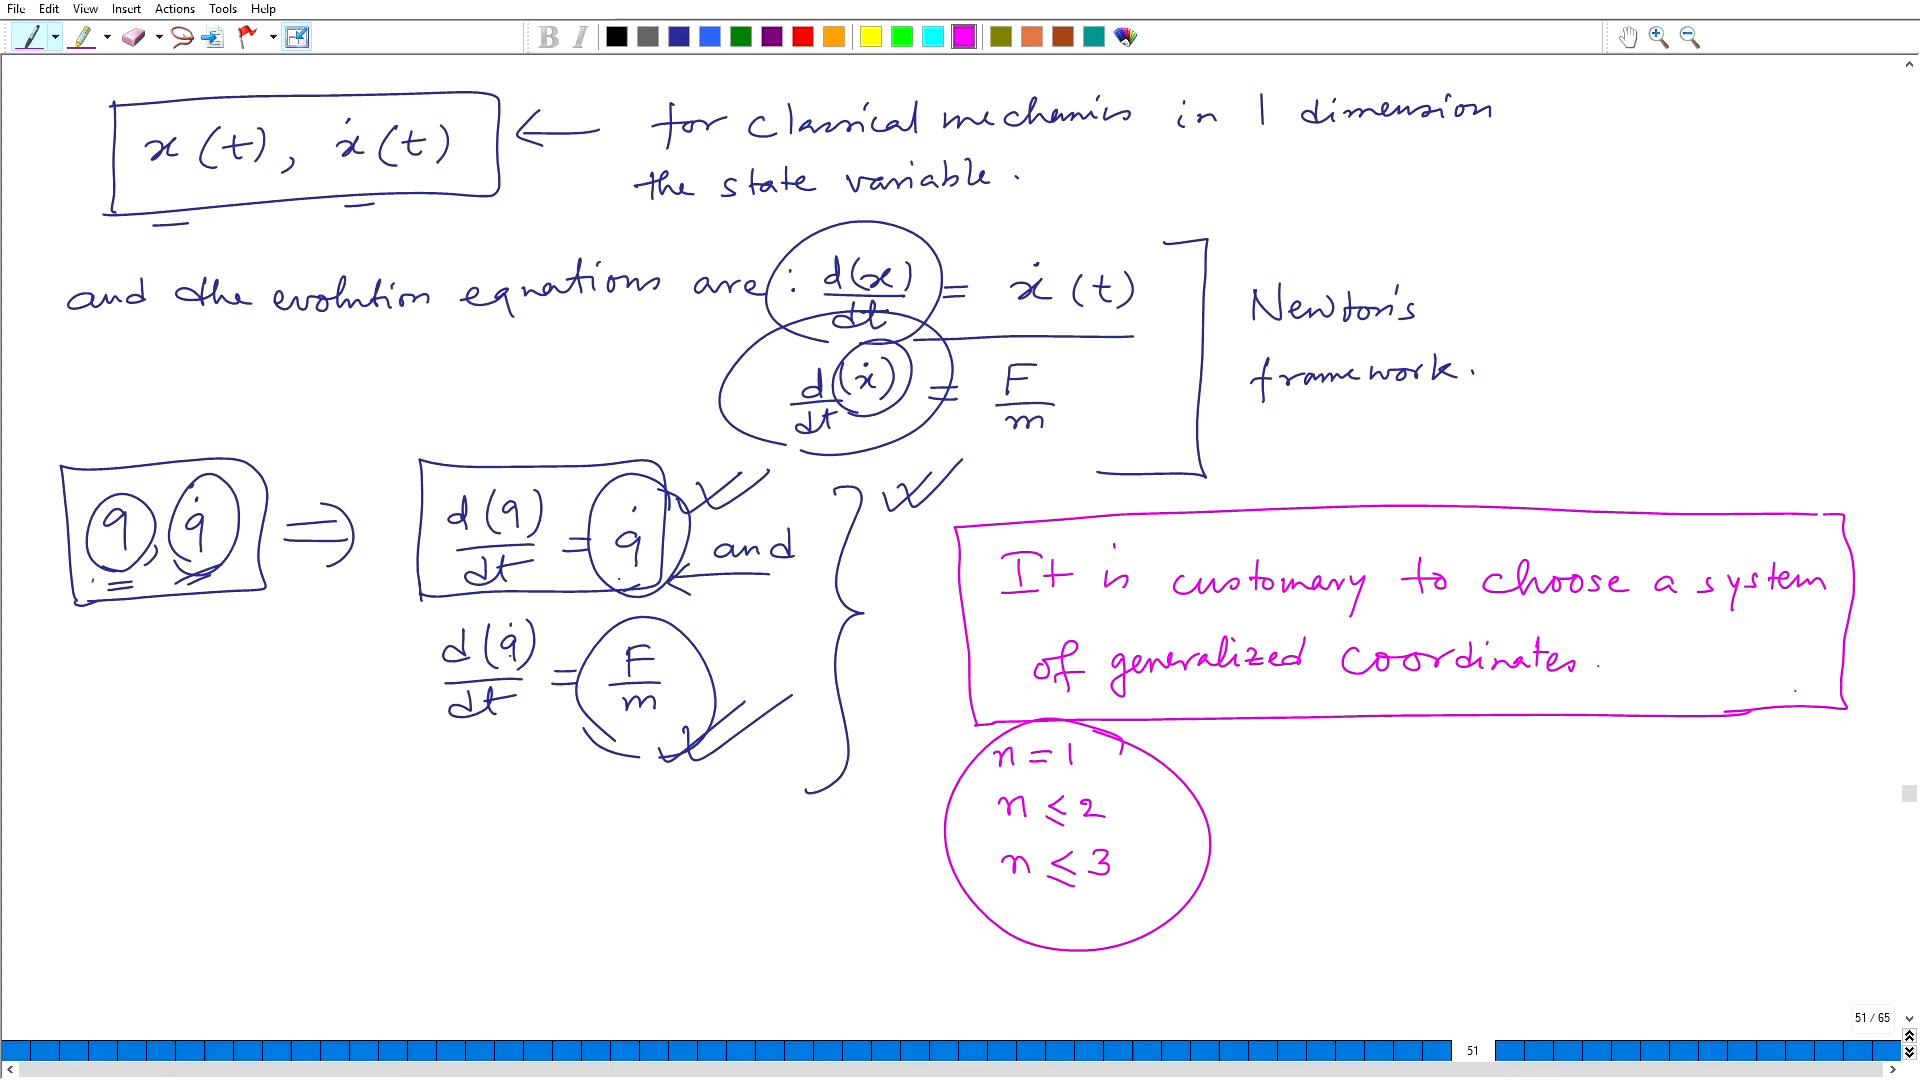 File Edit View Insert Actions Tools Help
x(t), ẋ(t) ← for classical mechanics in 1 dimension
the state variable.
and the evolution equations are: d(x)/dt = ẋ(t)
d/dt(ẋ) = F/m
Newton's
framework.
q, q̇ ⇒ d(q)/dt = q̇ and
d(q̇)/dt = F/m
It is customary to choose a system
of generalized coordinates.
n = 1
n ≤ 2
n ≤ 3
51 / 65
51